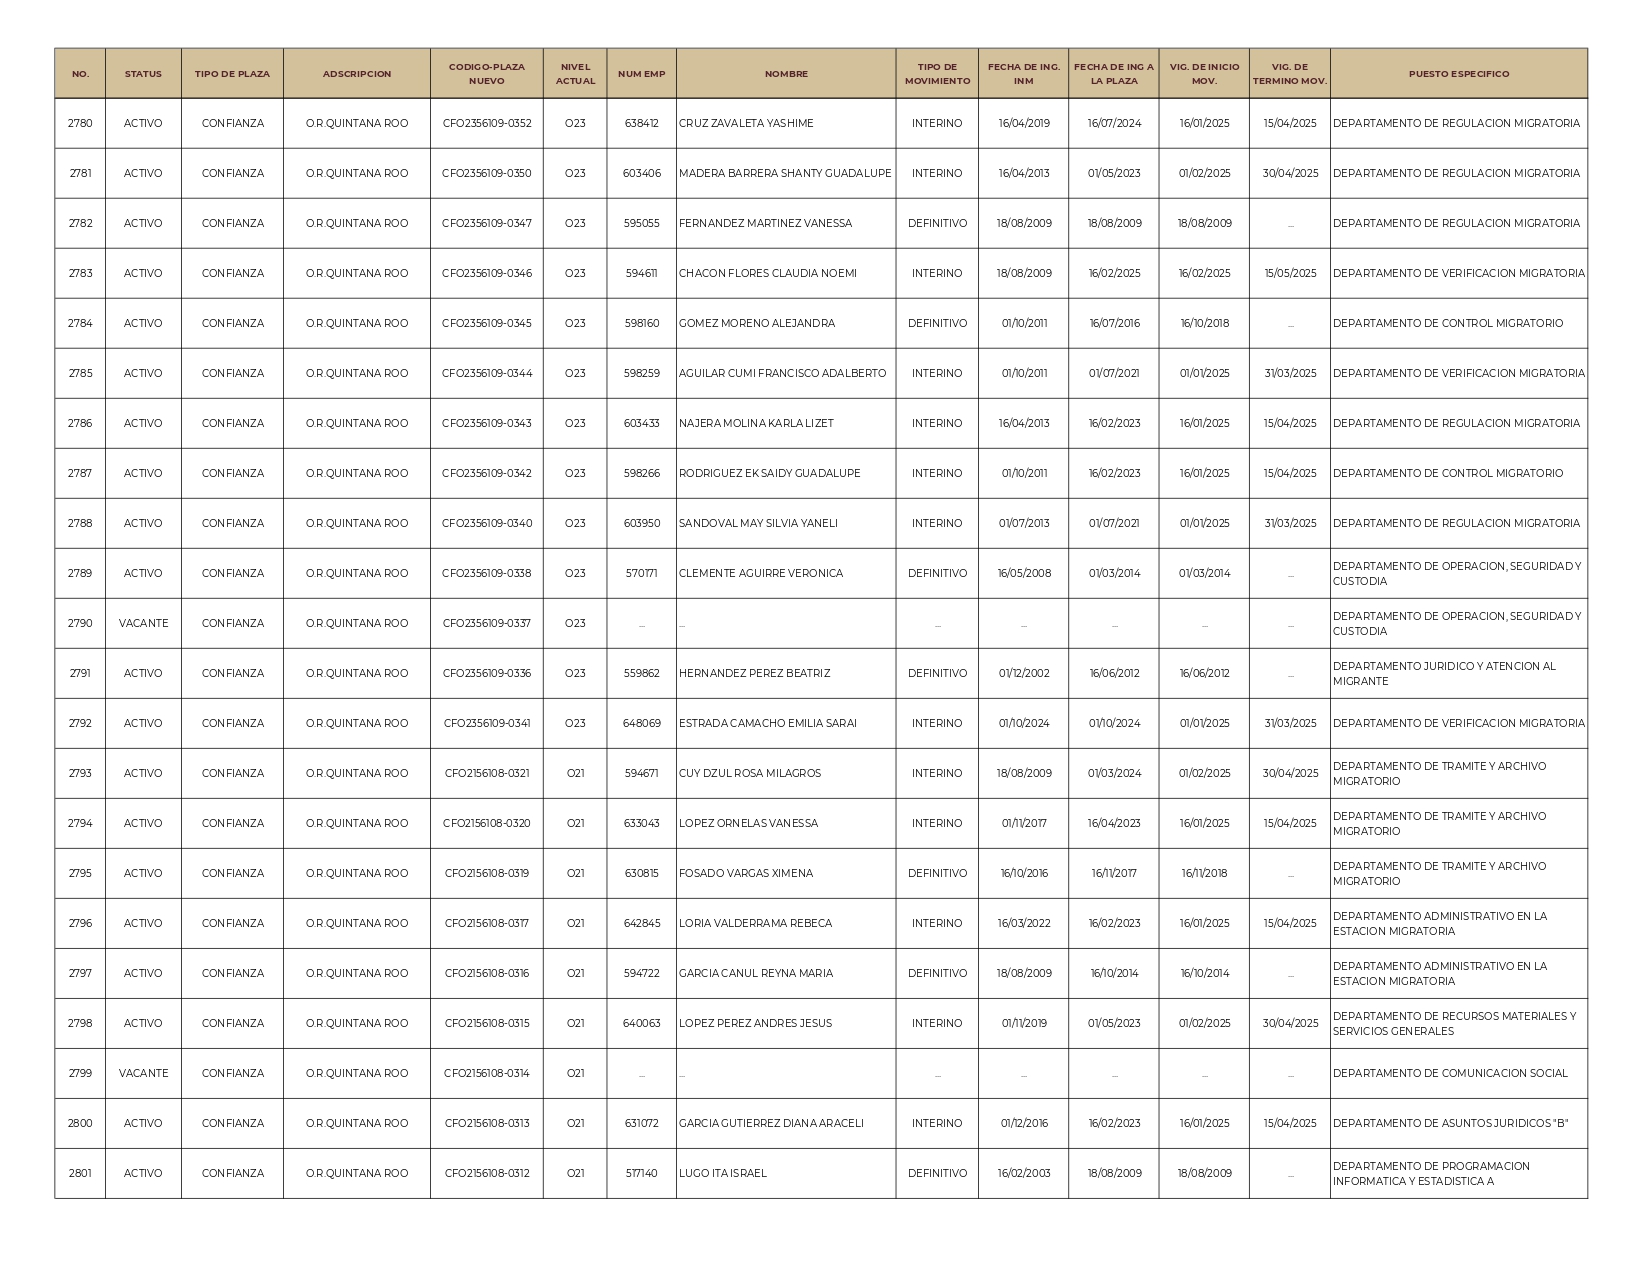 NO. STATUS TIPO DE PLAZA ADSCRIPCION CODIGO-PLAZA NUEVO NIVEL ACTUAL NUM EMP NOMBRE TIPO DE MOVIMIENTO FECHA DE ING. INM FECHA DE ING A LA PLAZA VIG. DE INICIO MOV. VIG. DE TERMINO MOV. PUESTO ESPECIFICO
2780 ACTIVO CONFIANZA O.R.QUINTANA ROO CFO2356109-0352 O23 638412 CRUZ ZAVALETA YASHIME INTERINO 16/04/2019 16/07/2024 16/01/2025 15/04/2025 DEPARTAMENTO DE REGULACION MIGRATORIA
2781 ACTIVO CONFIANZA O.R.QUINTANA ROO CFO2356109-0350 O23 603406 MADERA BARRERA SHANTY GUADALUPE INTERINO 16/04/2013 01/05/2023 01/02/2025 30/04/2025 DEPARTAMENTO DE REGULACION MIGRATORIA
2782 ACTIVO CONFIANZA O.R.QUINTANA ROO CFO2356109-0347 O23 595055 FERNANDEZ MARTINEZ VANESSA DEFINITIVO 18/08/2009 18/08/2009 18/08/2009 ... DEPARTAMENTO DE REGULACION MIGRATORIA
2783 ACTIVO CONFIANZA O.R.QUINTANA ROO CFO2356109-0346 O23 594611 CHACON FLORES CLAUDIA NOEMI INTERINO 18/08/2009 16/02/2025 16/02/2025 15/05/2025 DEPARTAMENTO DE VERIFICACION MIGRATORIA
2784 ACTIVO CONFIANZA O.R.QUINTANA ROO CFO2356109-0345 O23 598160 GOMEZ MORENO ALEJANDRA DEFINITIVO 01/10/2011 16/07/2016 16/10/2018 ... DEPARTAMENTO DE CONTROL MIGRATORIO
2785 ACTIVO CONFIANZA O.R.QUINTANA ROO CFO2356109-0344 O23 598259 AGUILAR CUMI FRANCISCO ADALBERTO INTERINO 01/10/2011 01/07/2021 01/01/2025 31/03/2025 DEPARTAMENTO DE VERIFICACION MIGRATORIA
2786 ACTIVO CONFIANZA O.R.QUINTANA ROO CFO2356109-0343 O23 603433 NAJERA MOLINA KARLA LIZET INTERINO 16/04/2013 16/02/2023 16/01/2025 15/04/2025 DEPARTAMENTO DE REGULACION MIGRATORIA
2787 ACTIVO CONFIANZA O.R.QUINTANA ROO CFO2356109-0342 O23 598266 RODRIGUEZ EK SAIDY GUADALUPE INTERINO 01/10/2011 16/02/2023 16/01/2025 15/04/2025 DEPARTAMENTO DE CONTROL MIGRATORIO
2788 ACTIVO CONFIANZA O.R.QUINTANA ROO CFO2356109-0340 O23 603950 SANDOVAL MAY SILVIA YANELI INTERINO 01/07/2013 01/07/2021 01/01/2025 31/03/2025 DEPARTAMENTO DE REGULACION MIGRATORIA
2789 ACTIVO CONFIANZA O.R.QUINTANA ROO CFO2356109-0338 O23 570171 CLEMENTE AGUIRRE VERONICA DEFINITIVO 16/05/2008 01/03/2014 01/03/2014 ... DEPARTAMENTO DE OPERACION, SEGURIDAD Y CUSTODIA
2790 VACANTE CONFIANZA O.R.QUINTANA ROO CFO2356109-0337 O23 ... ... ... ... ... ... ... DEPARTAMENTO DE OPERACION, SEGURIDAD Y CUSTODIA
2791 ACTIVO CONFIANZA O.R.QUINTANA ROO CFO2356109-0336 O23 559862 HERNANDEZ PEREZ BEATRIZ DEFINITIVO 01/12/2002 16/06/2012 16/06/2012 ... DEPARTAMENTO JURIDICO Y ATENCION AL MIGRANTE
2792 ACTIVO CONFIANZA O.R.QUINTANA ROO CFO2356109-0341 O23 648069 ESTRADA CAMACHO EMILIA SARAI INTERINO 01/10/2024 01/10/2024 01/01/2025 31/03/2025 DEPARTAMENTO DE VERIFICACION MIGRATORIA
2793 ACTIVO CONFIANZA O.R.QUINTANA ROO CFO2156108-0321 O21 594671 CUY DZUL ROSA MILAGROS INTERINO 18/08/2009 01/03/2024 01/02/2025 30/04/2025 DEPARTAMENTO DE TRAMITE Y ARCHIVO MIGRATORIO
2794 ACTIVO CONFIANZA O.R.QUINTANA ROO CFO2156108-0320 O21 633043 LOPEZ ORNELAS VANESSA INTERINO 01/11/2017 16/04/2023 16/01/2025 15/04/2025 DEPARTAMENTO DE TRAMITE Y ARCHIVO MIGRATORIO
2795 ACTIVO CONFIANZA O.R.QUINTANA ROO CFO2156108-0319 O21 630815 FOSADO VARGAS XIMENA DEFINITIVO 16/10/2016 16/11/2017 16/11/2018 ... DEPARTAMENTO DE TRAMITE Y ARCHIVO MIGRATORIO
2796 ACTIVO CONFIANZA O.R.QUINTANA ROO CFO2156108-0317 O21 642845 LORIA VALDERRAMA REBECA INTERINO 16/03/2022 16/02/2023 16/01/2025 15/04/2025 DEPARTAMENTO ADMINISTRATIVO EN LA ESTACION MIGRATORIA
2797 ACTIVO CONFIANZA O.R.QUINTANA ROO CFO2156108-0316 O21 594722 GARCIA CANUL REYNA MARIA DEFINITIVO 18/08/2009 16/10/2014 16/10/2014 ... DEPARTAMENTO ADMINISTRATIVO EN LA ESTACION MIGRATORIA
2798 ACTIVO CONFIANZA O.R.QUINTANA ROO CFO2156108-0315 O21 640063 LOPEZ PEREZ ANDRES JESUS INTERINO 01/11/2019 01/05/2023 01/02/2025 30/04/2025 DEPARTAMENTO DE RECURSOS MATERIALES Y SERVICIOS GENERALES
2799 VACANTE CONFIANZA O.R.QUINTANA ROO CFO2156108-0314 O21 ... ... ... ... ... ... ... DEPARTAMENTO DE COMUNICACION SOCIAL
2800 ACTIVO CONFIANZA O.R.QUINTANA ROO CFO2156108-0313 O21 631072 GARCIA GUTIERREZ DIANA ARACELI INTERINO 01/12/2016 16/02/2023 16/01/2025 15/04/2025 DEPARTAMENTO DE ASUNTOS JURIDICOS "B"
2801 ACTIVO CONFIANZA O.R.QUINTANA ROO CFO2156108-0312 O21 517140 LUGO ITA ISRAEL DEFINITIVO 16/02/2003 18/08/2009 18/08/2009 ... DEPARTAMENTO DE PROGRAMACION INFORMATICA Y ESTADISTICA A